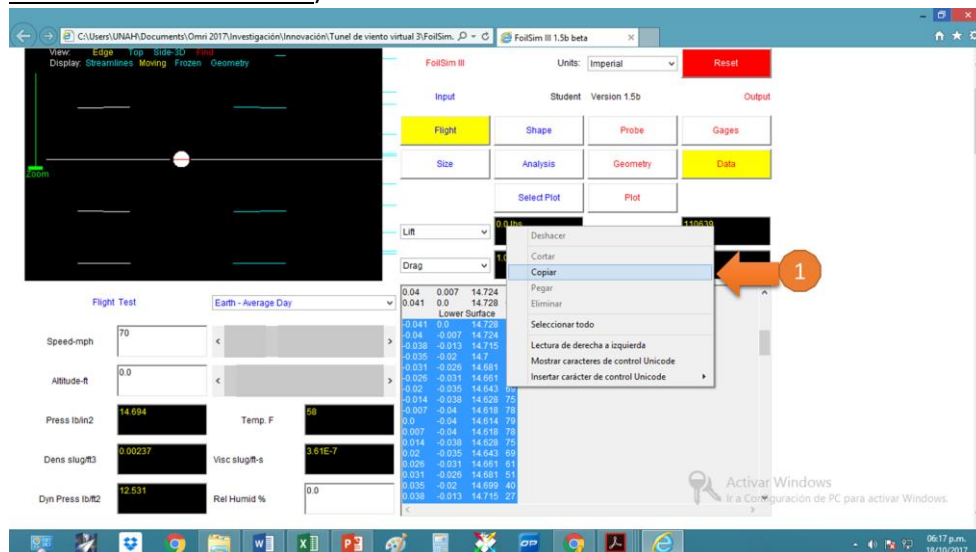 C:\Users\UNAH\Documents\Omri 2017\Investigación\Innovación\Tunel de viento virtual 3\FoilSim.
FoilSim III 1.5b beta
View: Edge Top Side-3D Find
Display: Streamlines Moving Frozen Geometry
Zoom
FoilSim III Units: Imperial Reset
Input Student Version 1.5b Output
Flight Shape Probe Gages
Size Analysis Geometry Data
Select Plot Plot
Lift 0.0 lbs 110639
Drag 1.0
Deshacer
Cortar
Copiar
Pegar
Eliminar
Seleccionar todo
Lectura de derecha a izquierda
Mostrar caracteres de control Unicode
Insertar carácter de control Unicode
1
0.04 0.007 14.724
0.041 0.0 14.728
Lower Surface
-0.041 0.0 14.728
-0.04 -0.007 14.724
-0.038 -0.013 14.715
-0.035 -0.02 14.7
-0.031 -0.026 14.681
-0.026 -0.031 14.661
-0.02 -0.035 14.643 69
-0.014 -0.038 14.628 75
-0.007 -0.04 14.618 78
0.0 -0.04 14.614 79
0.007 -0.04 14.618 78
0.014 -0.038 14.628 75
0.02 -0.035 14.643 69
0.026 -0.031 14.661 61
0.031 -0.026 14.681 51
0.035 -0.02 14.699 40
0.038 -0.013 14.715 27
Flight Test Earth - Average Day
Speed-mph 70
Altitude-ft 0.0
Press lb/in2 14.694 Temp. F 58
Dens slug/ft3 0.00237 Visc slug/ft-s 3.61E-7
Dyn Press lb/ft2 12.531 Rel Humid % 0.0
Activar Windows
Ir a Configuración de PC para activar Windows.
06:17 p.m.
18/10/2017